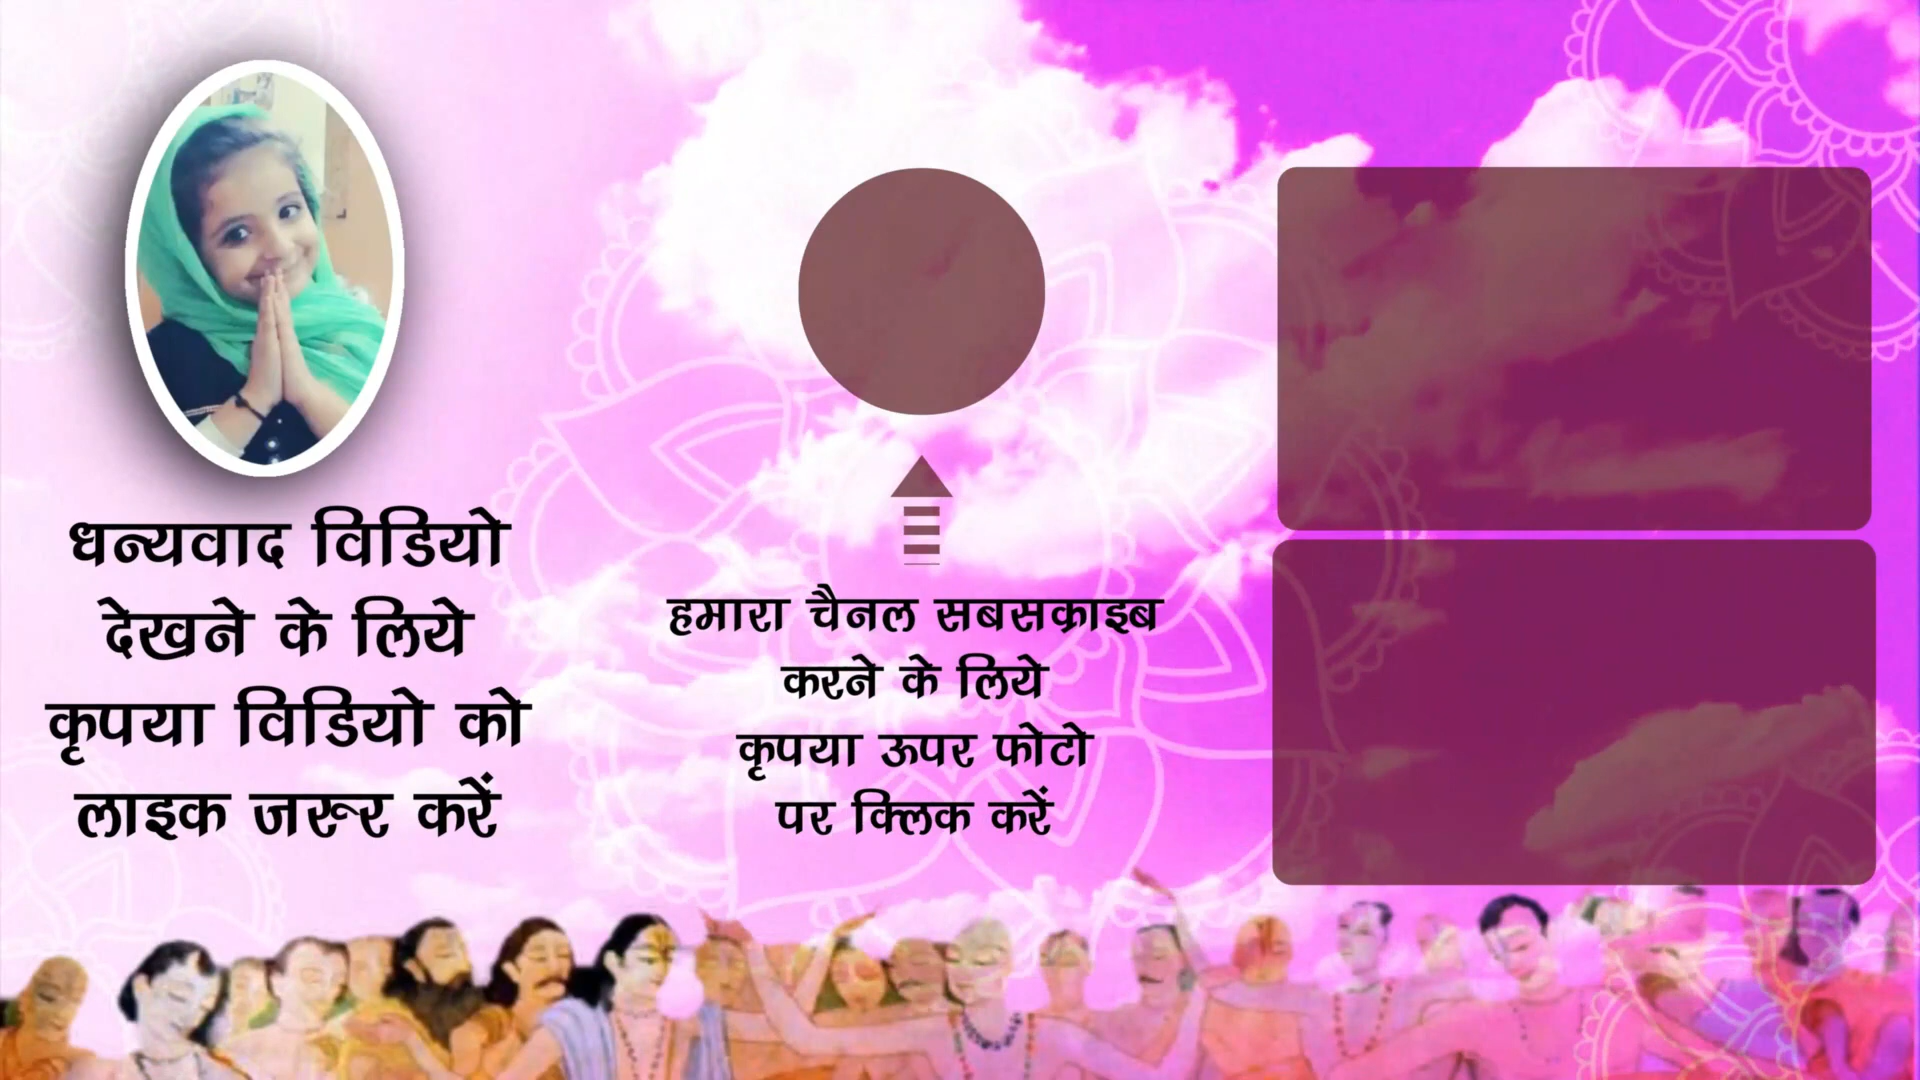 धन्यवाद विडियो
देखने के लिये
कृपया विडियो को
लाइक जरूर करें
हमारा चैनल सबसक्राइब
करने के लिये
कृपया ऊपर फोटो
पर क्लिक करें